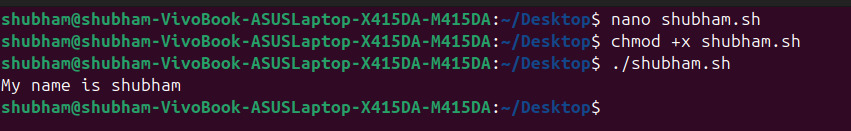 shubham@shubham-VivoBook-ASUSLaptop-X415DA-M415DA:~/Desktop$ nano shubham.sh
shubham@shubham-VivoBook-ASUSLaptop-X415DA-M415DA:~/Desktop$ chmod +x shubham.sh
shubham@shubham-VivoBook-ASUSLaptop-X415DA-M415DA:~/Desktop$ ./shubham.sh
My name is shubham
shubham@shubham-VivoBook-ASUSLaptop-X415DA-M415DA:~/Desktop$